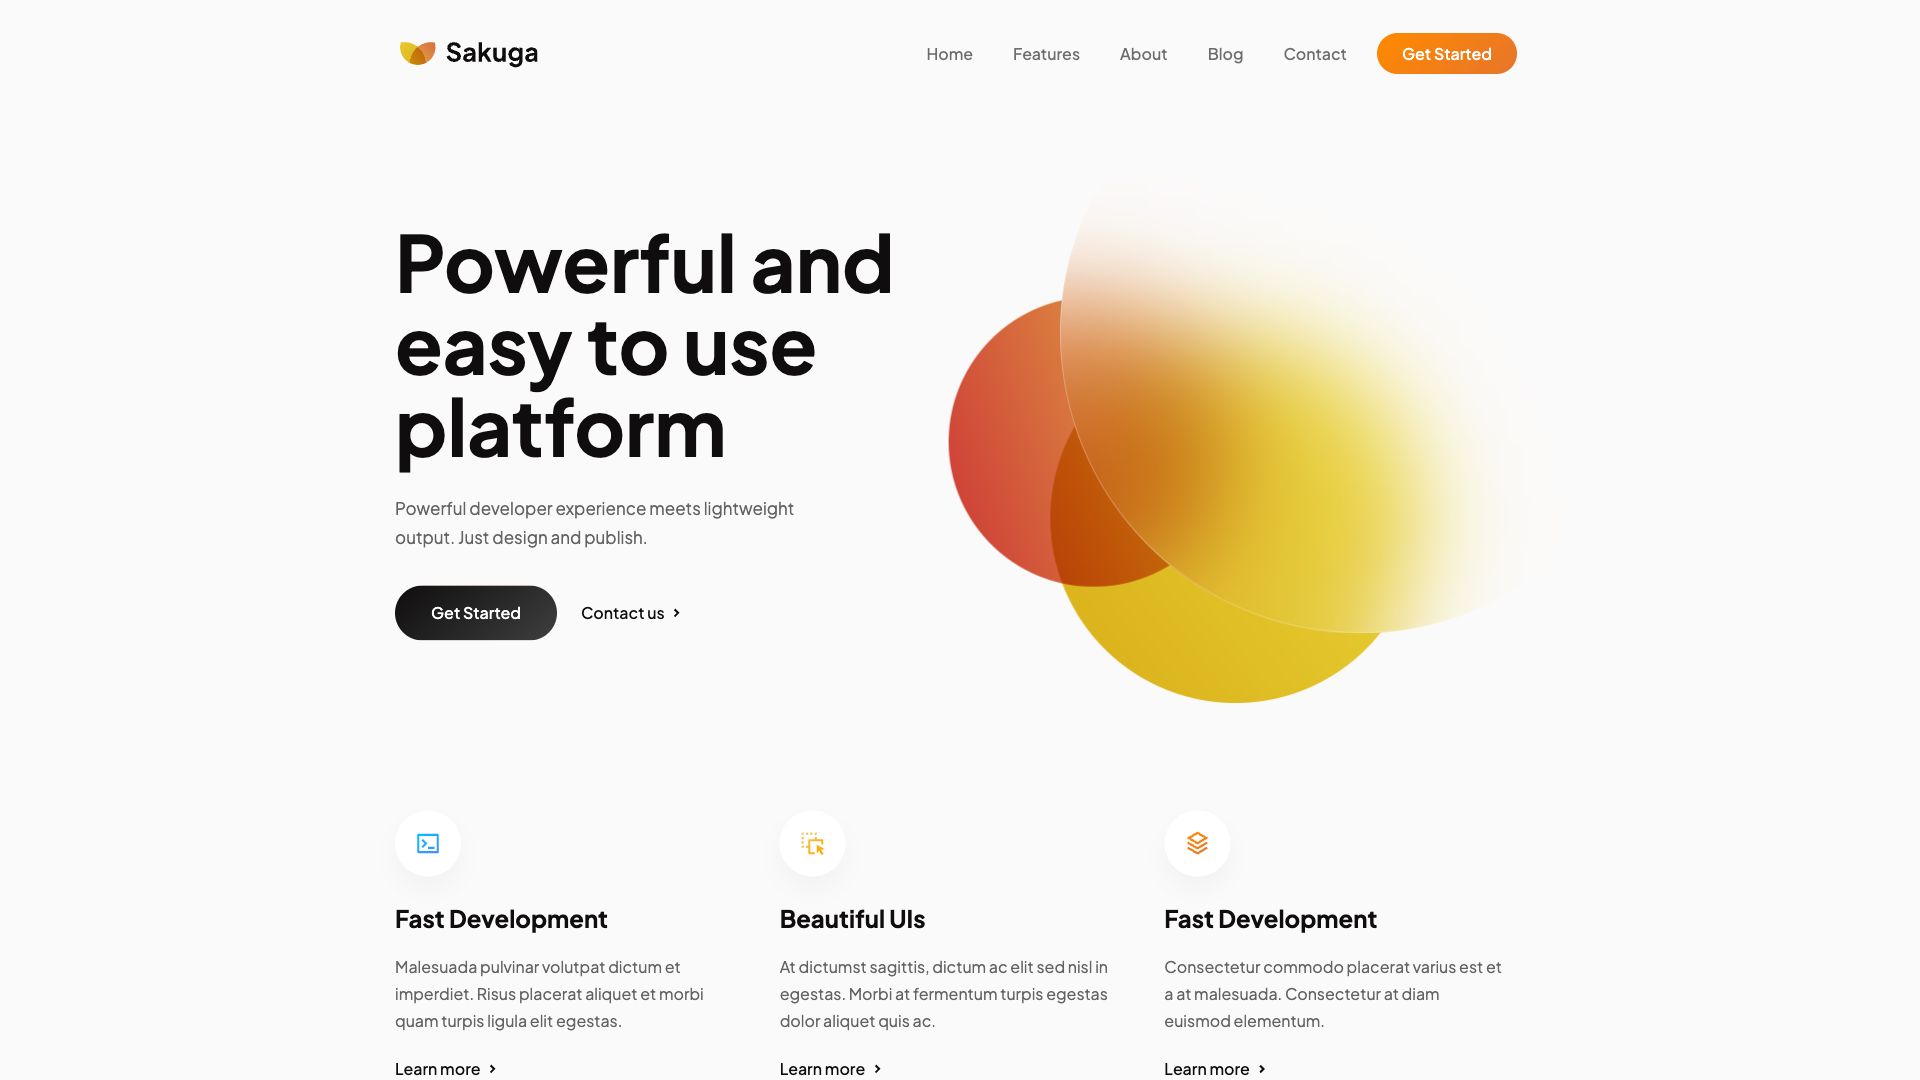 Sakuga
Home
Features
About
Blog
Contact
Get Started
Powerful and
easy to use
platform
Powerful developer experience meets lightweight
output. Just design and publish.
Get Started
Contact us
Fast Development
Malesuada pulvinar volutpat dictum et
imperdiet. Risus placerat aliquet et morbi
quam turpis ligula elit egestas.
Learn more
Beautiful UIs
At dictumst sagittis, dictum ac elit sed nisl in
egestas. Morbi at fermentum turpis egestas
dolor aliquet quis ac.
Learn more
Fast Development
Consectetur commodo placerat varius est et
a at malesuada. Consectetur at diam
euismod elementum.
Learn more